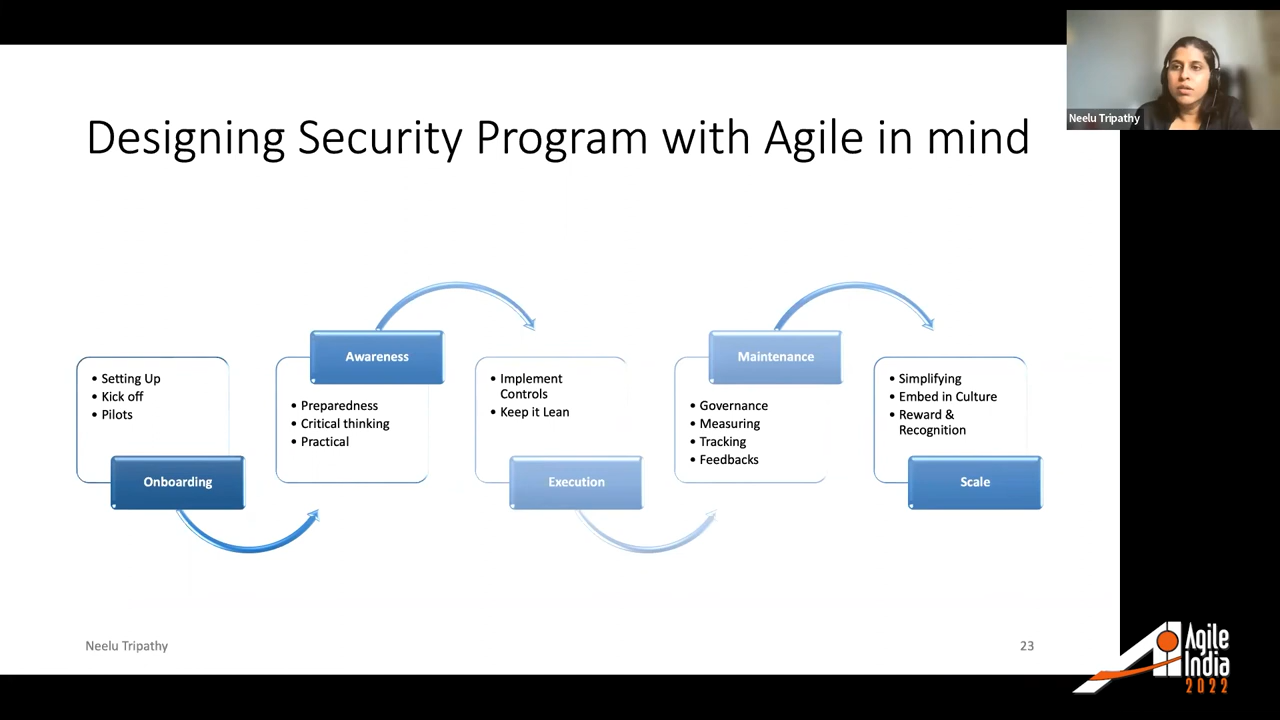 Neelu Tripathy
Designing Security Program with Agile in mind
• Setting Up
• Kick off
• Pilots
Onboarding
Awareness
• Preparedness
• Critical thinking
• Practical
• Implement
Controls
• Keep it Lean
Execution
Maintenance
• Governance
• Measuring
• Tracking
• Feedbacks
• Simplifying
• Embed in Culture
• Reward &
Recognition
Scale
Neelu Tripathy
23
Agile
India
2022